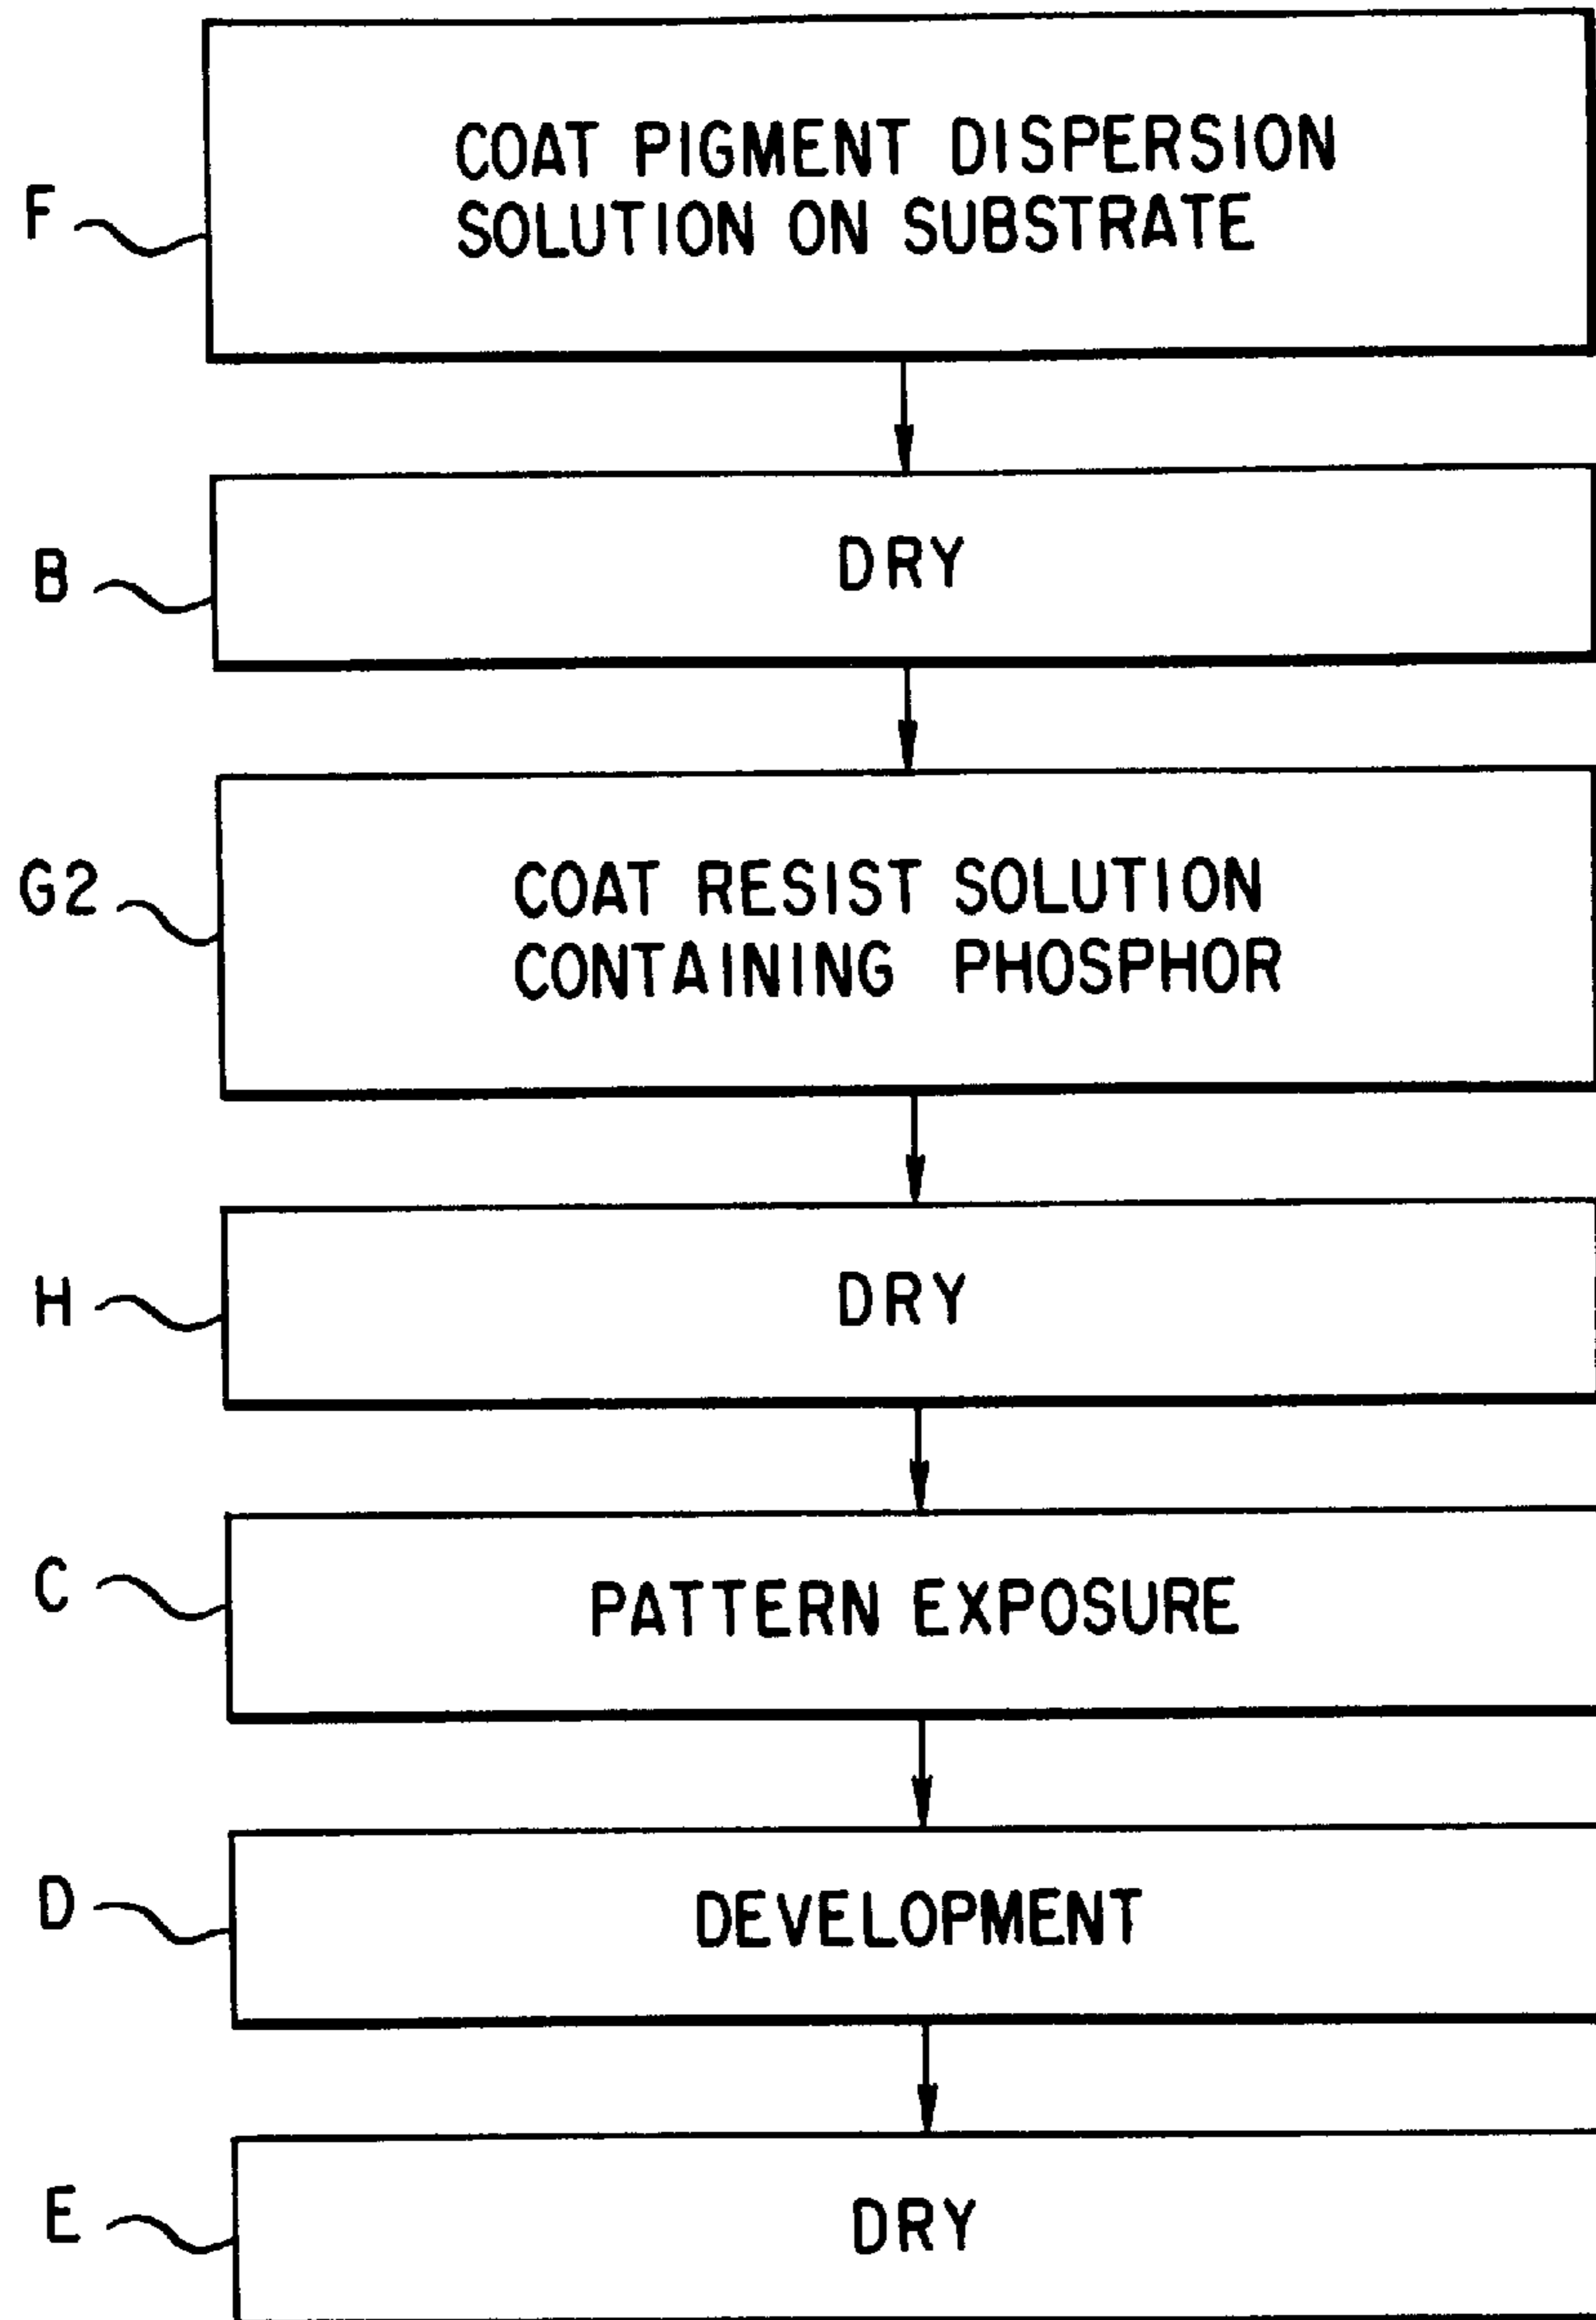 F
COAT PIGMENT DISPERSION
SOLUTION ON SUBSTRATE
B
DRY
G2
COAT RESIST SOLUTION
CONTAINING PHOSPHOR
H
DRY
C
PATTERN EXPOSURE
D
DEVELOPMENT
E
DRY